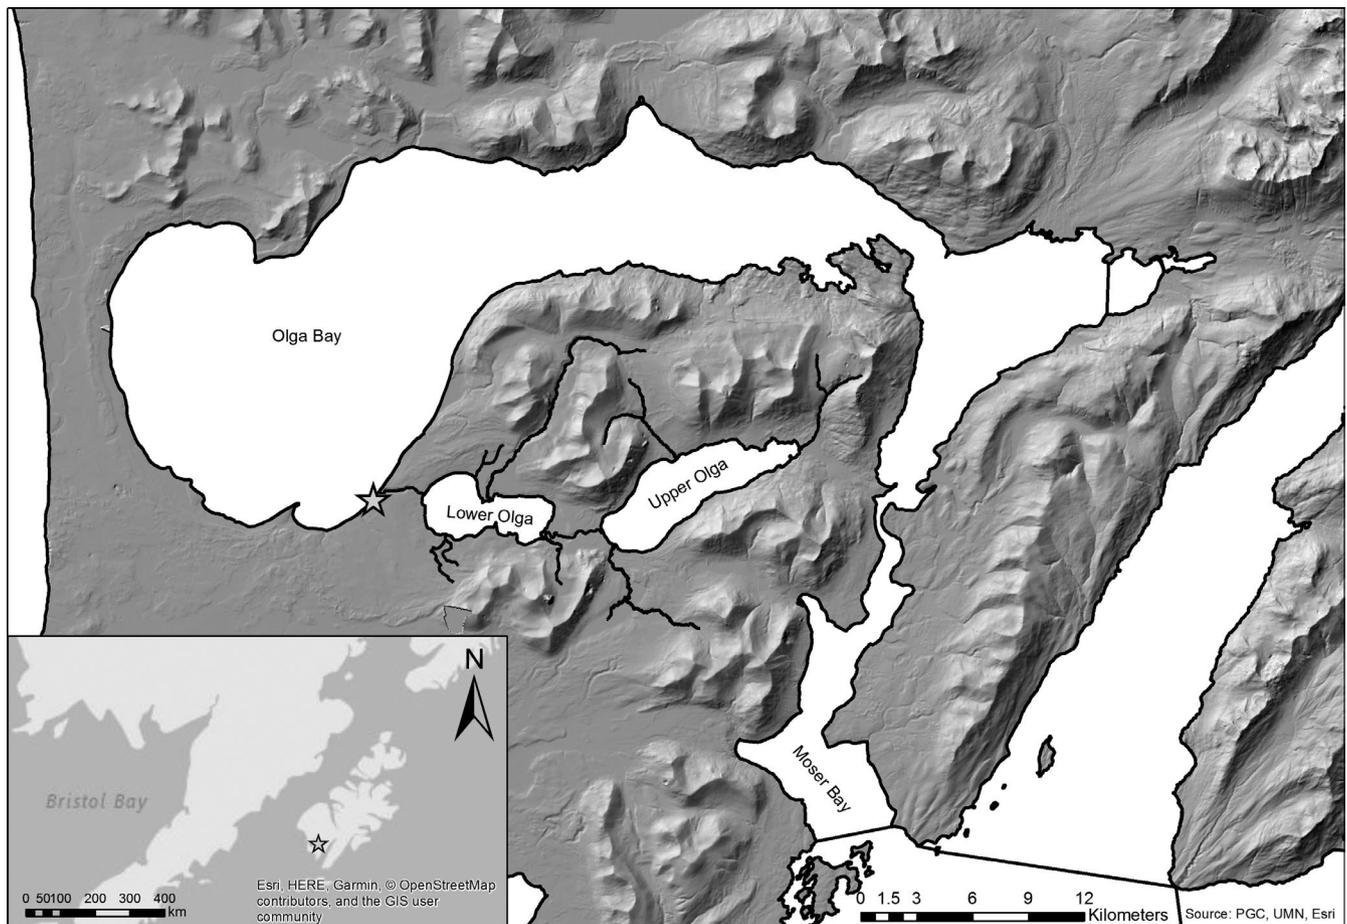 Olga Bay
Upper Olga
Lower Olga
Moser Bay
N
Bristol Bay
Esri, HERE, Garmin, © OpenStreetMap
contributors, and the GIS user
community
0 50100 200 300 400
km
0 1.5 3 6 9 12
Kilometers
Source: PGC, UMN, Esri